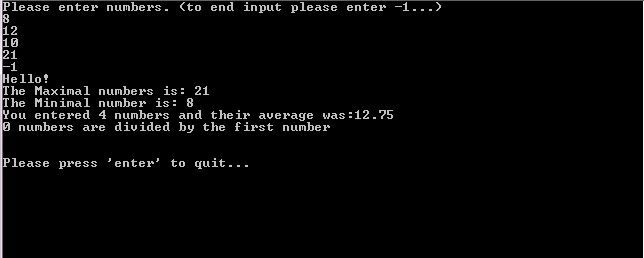 Please enter numbers. (to end input please enter -1...)
8
12
10
21
-1
Hello!
The Maximal numbers is: 21
The Minimal number is: 8
You entered 4 numbers and their average was:12.75
0 numbers are divided by the first number
Please press 'enter' to quit...